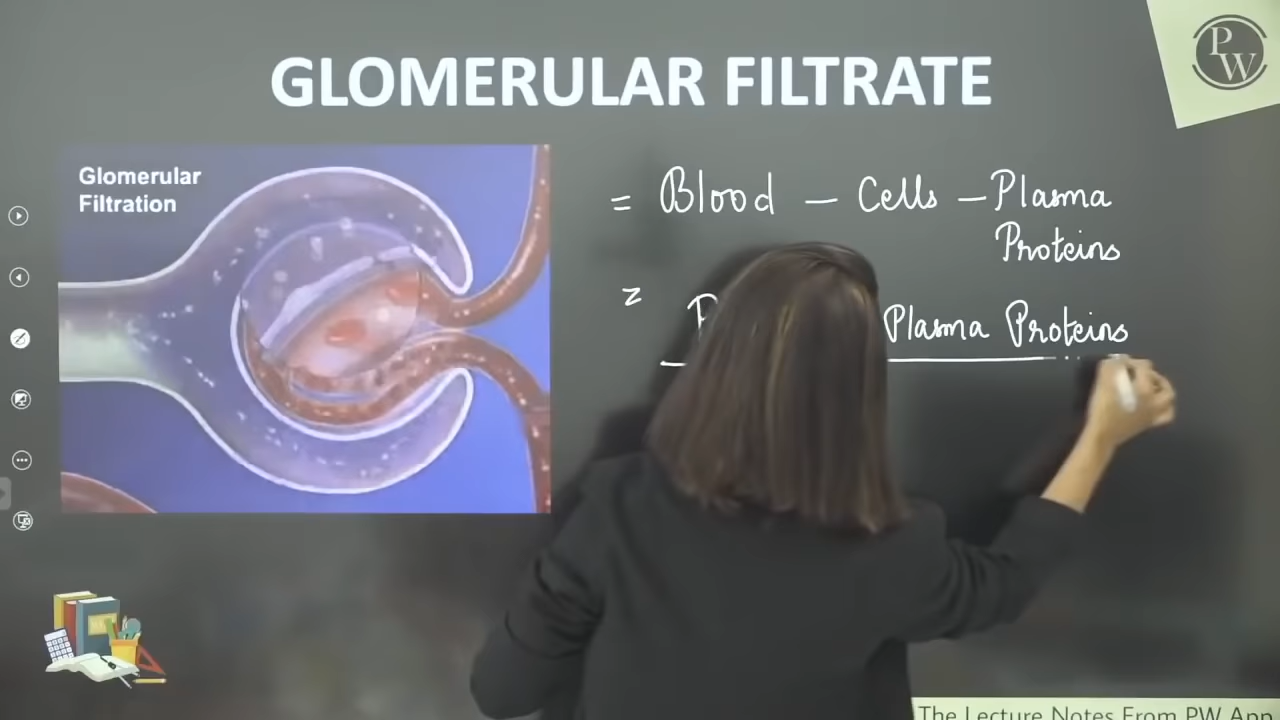 GLOMERULAR FILTRATE
PW
Glomerular
Filtration
= Blood – Cells – Plasma
Proteins
= Plasma Proteins
The Lecture Notes From PW App